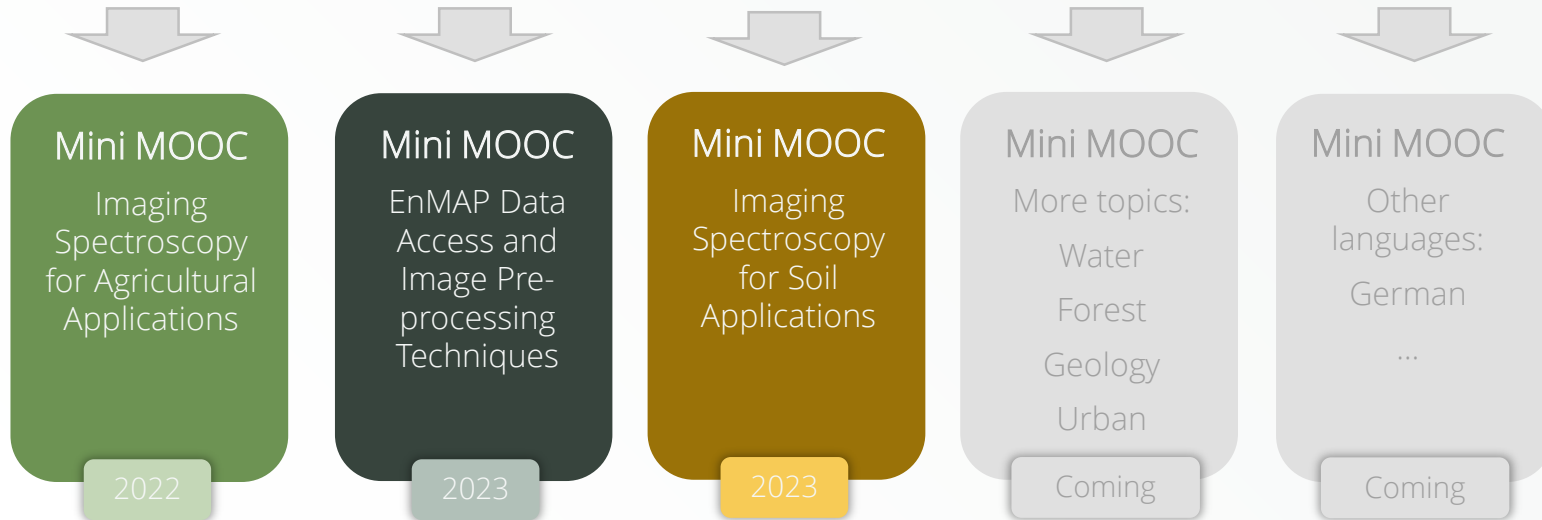 Mini MOOC
Imaging
Spectroscopy
for Agricultural
Applications
2022
Mini MOOC
EnMAP Data
Access and
Image Pre-
processing
Techniques
2023
Mini MOOC
Imaging
Spectroscopy
for Soil
Applications
2023
Mini MOOC
More topics:
Water
Forest
Geology
Urban
Coming
Mini MOOC
Other
languages:
German
...
Coming